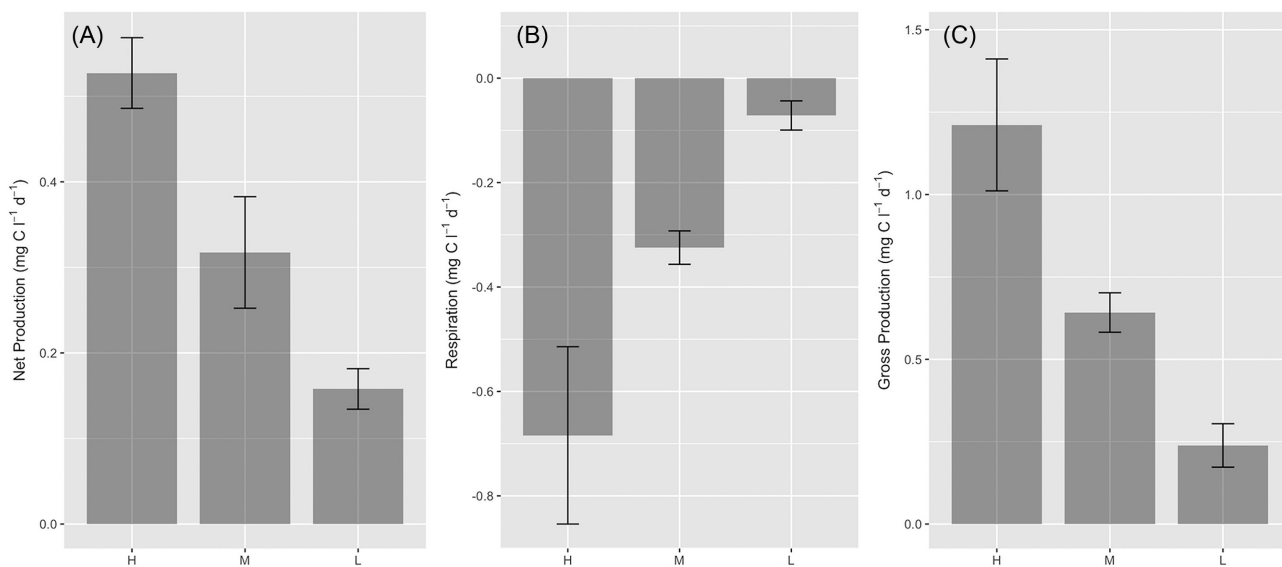 (A)
Net Production (mg C l⁻¹ d⁻¹)
0.4
0.2
0.0
H M L
(B)
Respiration (mg C l⁻¹ d⁻¹)
0.0
-0.2
-0.4
-0.6
-0.8
H M L
(C)
Gross Production (mg C l⁻¹ d⁻¹)
1.5
1.0
0.5
0.0
H M L